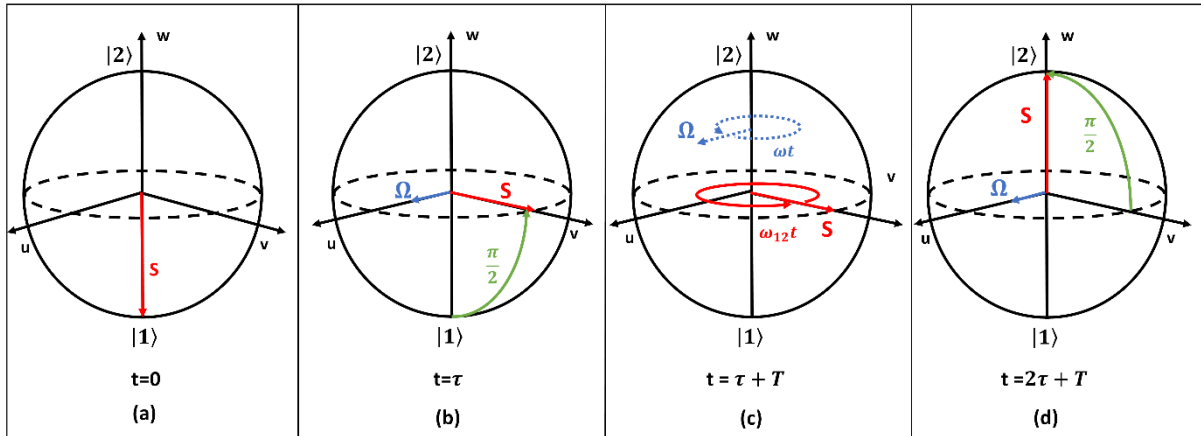 w
|2⟩
S
u
v
|1⟩
t=0
(a)
w
|2⟩
Ω
S
u
v
π/2
|1⟩
t=τ
(b)
w
|2⟩
Ω
ωt
v
S
ω₁₂t
u
|1⟩
t = τ + T
(c)
w
|2⟩
S
π/2
Ω
u
v
|1⟩
t =2τ + T
(d)